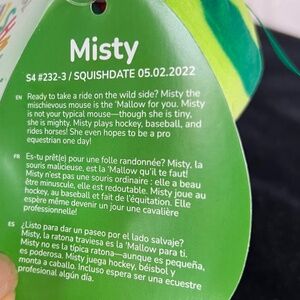 Misty
S4 #232-3 / SQUISHDATE 05.02.2022
EN Ready to take a ride on the wild side? Misty the
mischievous mouse is the 'Mallow for you. Misty
is not your typical mouse—though she is tiny,
she is mighty. Misty plays hockey, baseball, and
rides horses! She even hopes to be a pro
equestrian one day!
FR Es-tu prêt(e) pour une folle randonnée? Misty, la
souris malicieuse, est la 'Mallow qu'il te faut!
Misty n'est pas une souris ordinaire : elle a beau
être minuscule, elle est redoutable. Misty joue au
hockey, au baseball et fait de l'équitation. Elle
espère même devenir un jour une cavalière
professionnelle!
ES ¿Listo para dar un paseo por el lado salvaje?
Misty, la ratona traviesa es la 'Mallow para ti.
Misty no es la típica ratona—aunque es pequeña,
es poderosa. Misty juega hockey, béisbol y
monta a caballo. Incluso espera ser una ecuestre
profesional algún día.